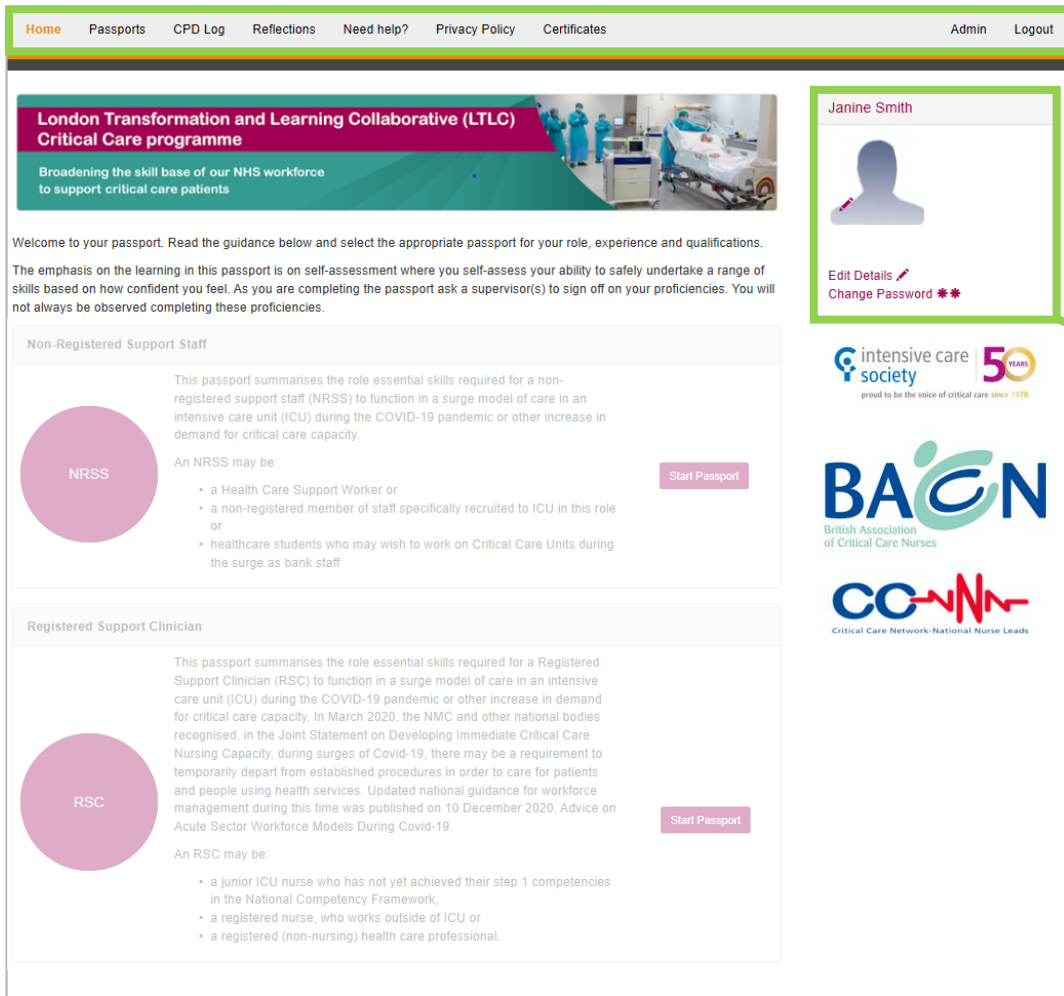 Home Passports CPD Log Reflections Need help? Privacy Policy Certificates Admin Logout
London Transformation and Learning Collaborative (LTLC)
Critical Care programme
Broadening the skill base of our NHS workforce
to support critical care patients
Janine Smith
Edit Details
Change Password **
Welcome to your passport. Read the guidance below and select the appropriate passport for your role, experience and qualifications.
The emphasis on the learning in this passport is on self-assessment where you self-assess your ability to safely undertake a range of
skills based on how confident you feel. As you are completing the passport ask a supervisor(s) to sign off on your proficiencies. You will
not always be observed completing these proficiencies.
Non-Registered Support Staff
NRSS
This passport summarises the role essential skills required for a non-
registered support staff (NRSS) to function in a surge model of care in an
intensive care unit (ICU) during the COVID-19 pandemic or other increase in
demand for critical care capacity.
An NRSS may be:
• a Health Care Support Worker or
• a non-registered member of staff specifically recruited to ICU in this role
or
• healthcare students who may wish to work on Critical Care Units during
the surge as bank staff
Start Passport
Registered Support Clinician
RSC
This passport summarises the role essential skills required for a Registered
Support Clinician (RSC) to function in a surge model of care in an intensive
care unit (ICU) during the COVID-19 pandemic or other increase in demand
for critical care capacity. In March 2020, the NMC and other national bodies
recognised, in the Joint Statement on Developing Immediate Critical Care
Nursing Capacity, during surges of Covid-19, there may be a requirement to
temporarily depart from established procedures in order to care for patients
and people using health services. Updated national guidance for workforce
management during this time was published on 10 December 2020, Advice on
Acute Sector Workforce Models During Covid-19.
An RSC may be:
• a junior ICU nurse who has not yet achieved their step 1 competencies
in the National Competency Framework,
• a registered nurse, who works outside of ICU or
• a registered (non-nursing) health care professional.
Start Passport
intensive care
society
50 YEARS
proud to be the voice of critical care since 1970
BACCN
British Association
of Critical Care Nurses
CC-NNN
Critical Care Network-National Nurse Leads